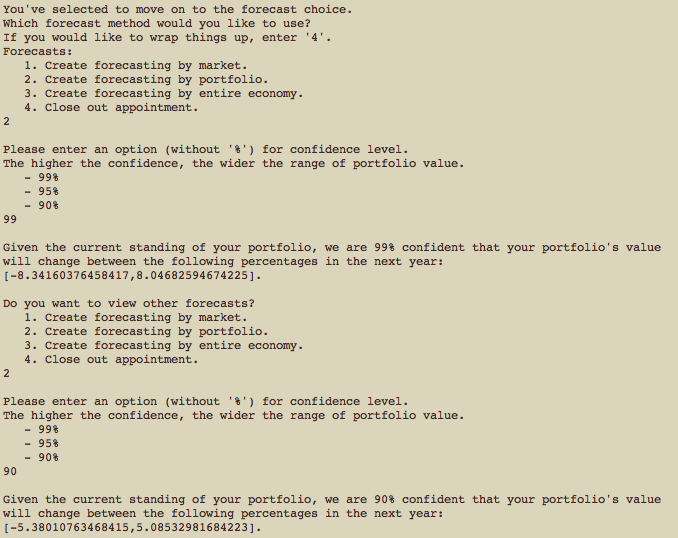 You've selected to move on to the forecast choice.
Which forecast method would you like to use?
If you would like to wrap things up, enter '4'.
Forecasts:
1. Create forecasting by market.
2. Create forecasting by portfolio.
3. Create forecasting by entire economy.
4. Close out appointment.
2
Please enter an option (without '%') for confidence level.
The higher the confidence, the wider the range of portfolio value.
- 99%
- 95%
- 90%
99
Given the current standing of your portfolio, we are 99% confident that your portfolio's value
will change between the following percentages in the next year:
[-8.34160376458417,8.04682594674225].
Do you want to view other forecasts?
1. Create forecasting by market.
2. Create forecasting by portfolio.
3. Create forecasting by entire economy.
4. Close out appointment.
2
Please enter an option (without '%') for confidence level.
The higher the confidence, the wider the range of portfolio value.
- 99%
- 95%
- 90%
90
Given the current standing of your portfolio, we are 90% confident that your portfolio's value
will change between the following percentages in the next year:
[-5.38010763468415,5.08532981684223].